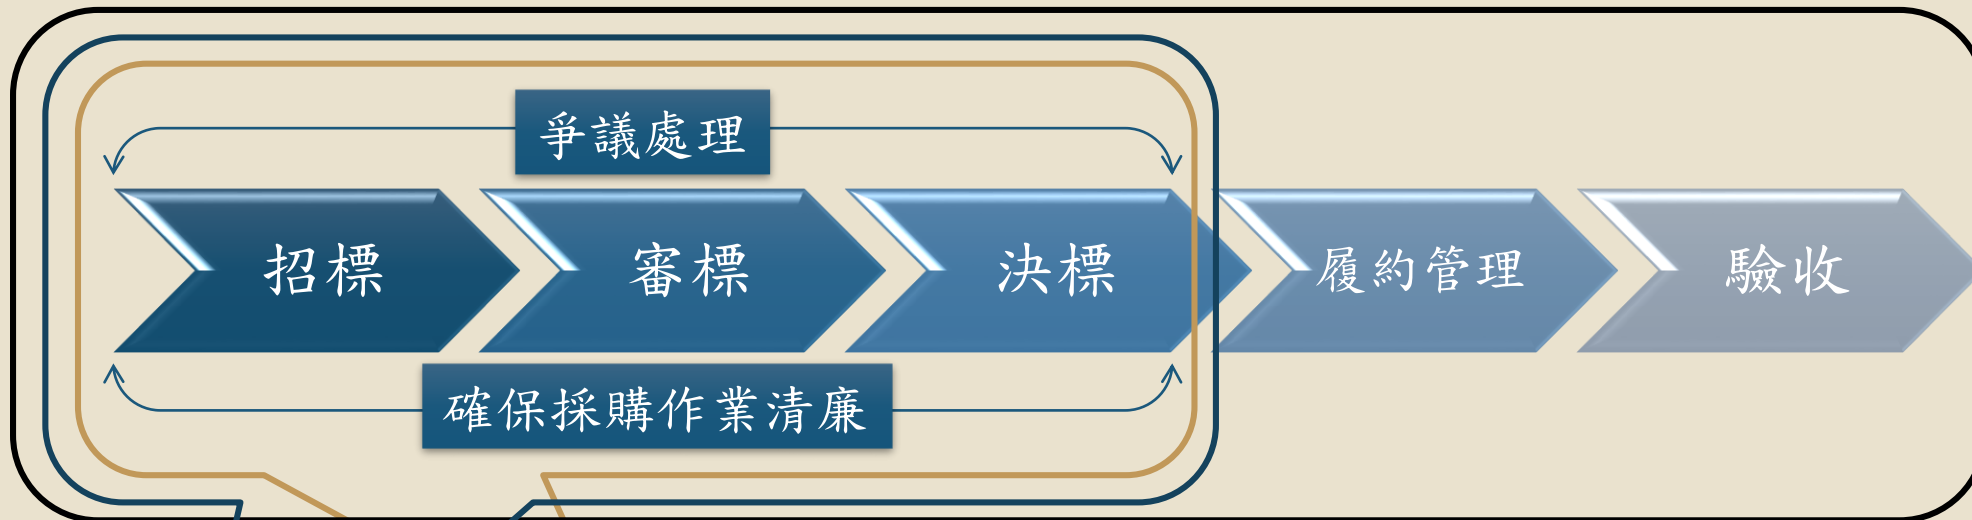 爭議處理
招標
審標
決標
履約管理
驗收
確保採購作業清廉